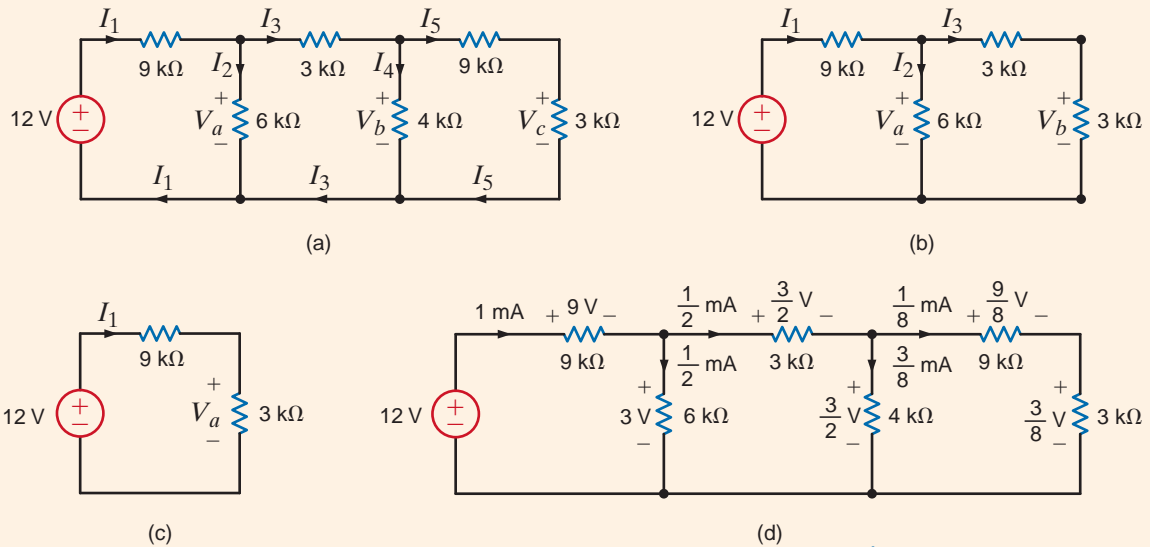 I1 I3 I5
9 kΩ I2 3 kΩ I4 9 kΩ
12 V + − Va + − 6 kΩ Vb + − 4 kΩ Vc + − 3 kΩ
I1 I3 I5
(a)
I1 I3
9 kΩ I2 3 kΩ
12 V + − Va + − 6 kΩ Vb + − 3 kΩ
(b)
I1
9 kΩ
12 V + − Va + − 3 kΩ
(c)
1 mA + 9 V − 1/2 mA + 3/2 V − 1/8 mA + 9/8 V −
9 kΩ 1/2 mA 3 kΩ 3/8 mA 9 kΩ
12 V + − 3 V + − 6 kΩ 3/2 V + − 4 kΩ 3/8 V + − 3 kΩ
(d)